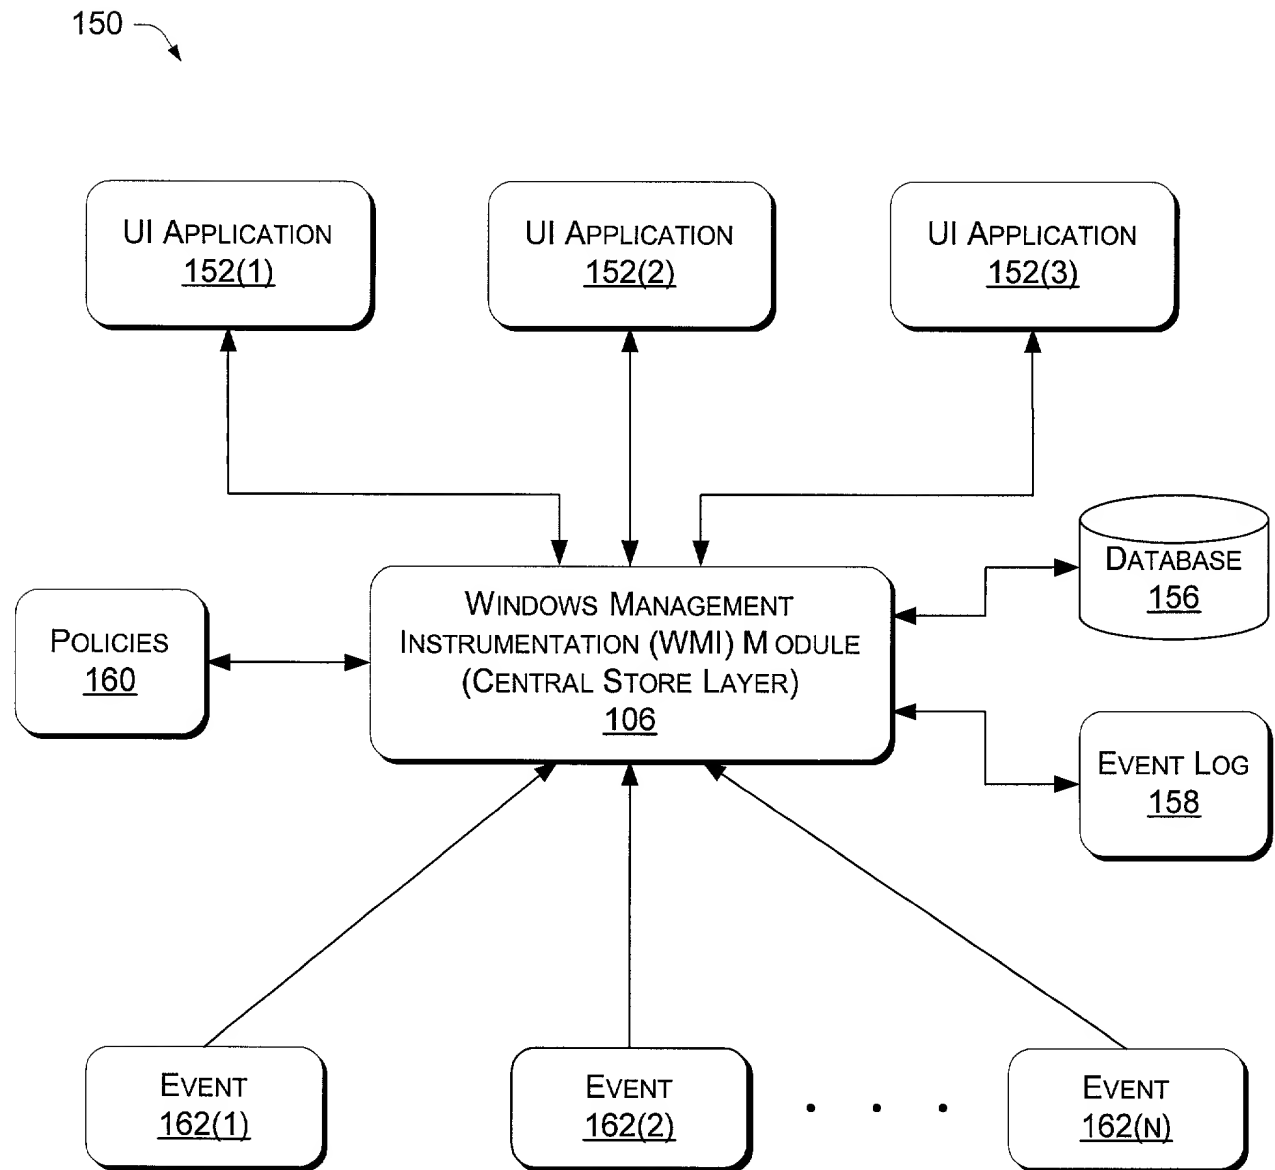 150
UI APPLICATION
152(1)
UI APPLICATION
152(2)
UI APPLICATION
152(3)
WINDOWS MANAGEMENT
INSTRUMENTATION (WMI) MODULE
(CENTRAL STORE LAYER)
106
DATABASE
156
POLICIES
160
EVENT LOG
158
EVENT
162(1)
EVENT
162(2)
. . .
EVENT
162(N)